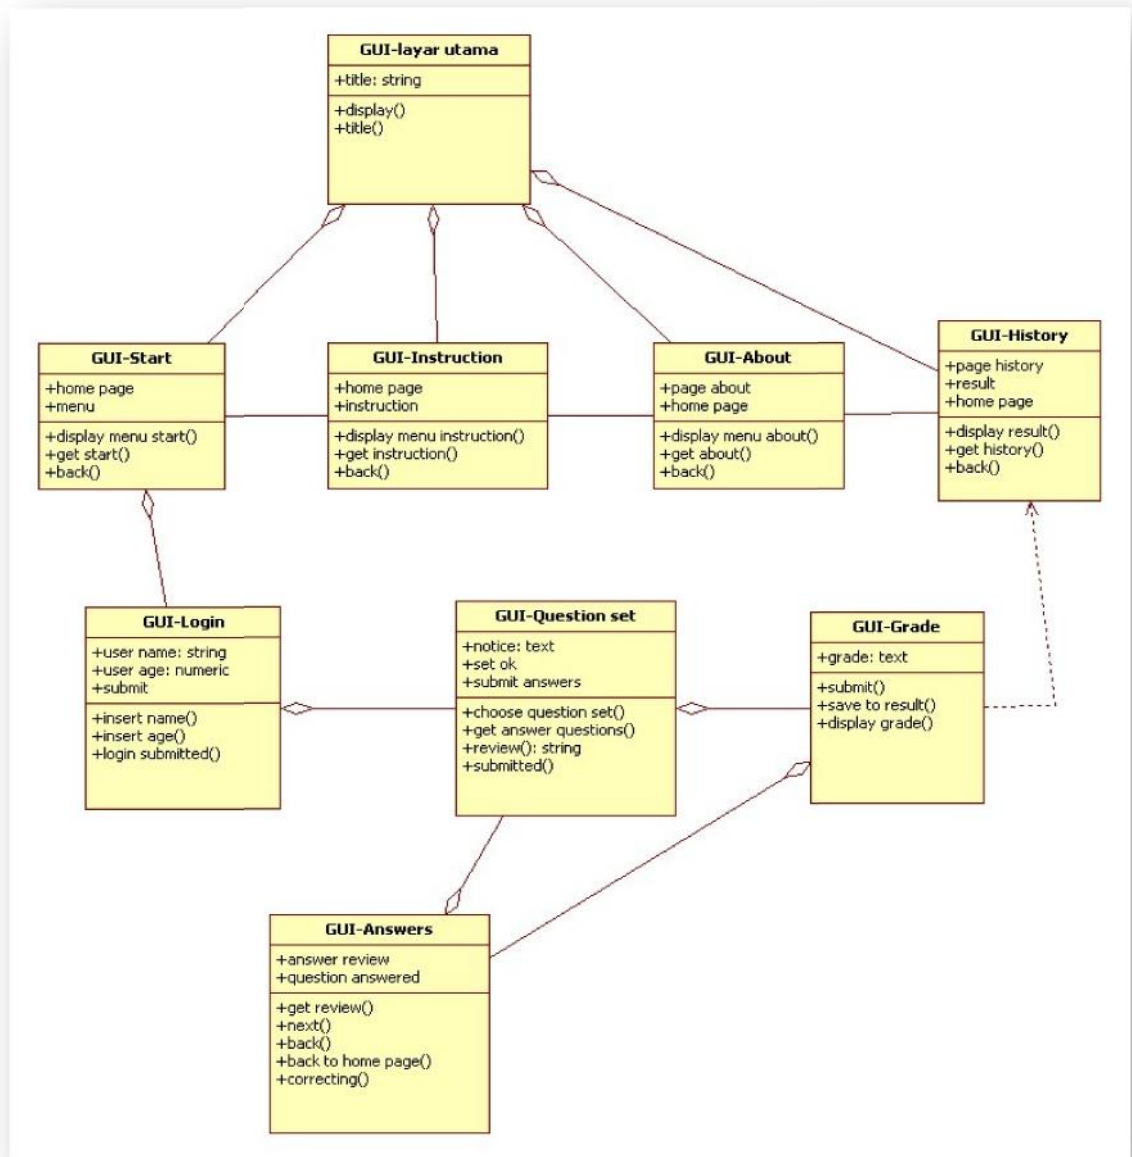 GUI-layar utama
+title: string
+display()
+title()
GUI-Start
+home page
+menu
+display menu start()
+get start()
+back()
GUI-Instruction
+home page
+instruction
+display menu instruction()
+get instruction()
+back()
GUI-About
+page about
+home page
+display menu about()
+get about()
+back()
GUI-History
+page history
+result
+home page
+display result()
+get history()
+back()
GUI-Login
+user name: string
+user age: numeric
+submit
+insert name()
+insert age()
+login submitted()
GUI-Question set
+notice: text
+set ok
+submit answers
+choose question set()
+get answer questions()
+review(): string
+submitted()
GUI-Grade
+grade: text
+submit()
+save to result()
+display grade()
GUI-Answers
+answer review
+question answered
+get review()
+next()
+back()
+back to home page()
+correcting()